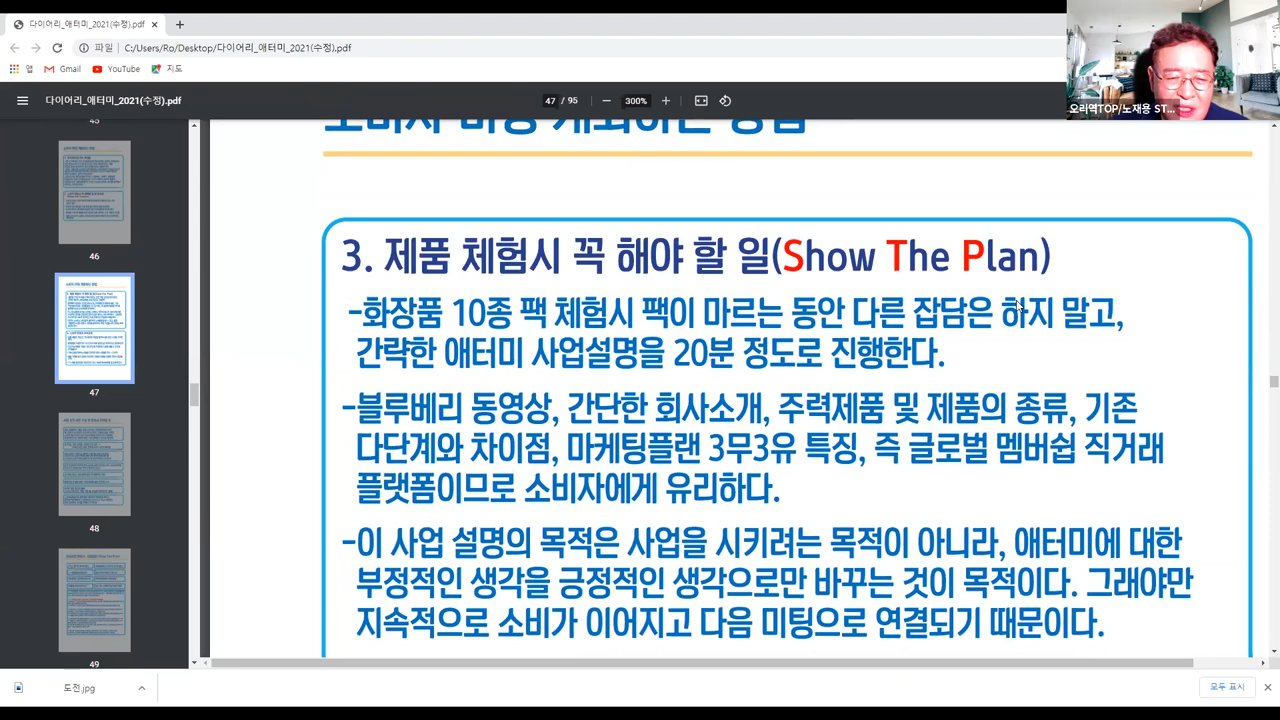 다이어리_애터미_2021(수정).pdf
파일 C:/Users/Ro/Desktop/다이어리_애터미_2021(수정).pdf
앱 Gmail YouTube 지도
다이어리_애터미_2021(수정).pdf 47 / 95 300%
오리역TOP/노재용 ST...
45
46
47
48
49
3. 제품 체험시 꼭 해야 할 일(Show The Plan)
-화장품 10종 팩 체험시 팩이 마르는동안 다른 잡담은 하지 말고,
간략한 애터미 사업설명을 20분 정도로 진행한다.
-블루베리 동영상, 간단한 회사소개, 주력제품 및 제품의 종류, 기존
다단계와 차이점, 마케팅플랜 3무3유 특징, 즉 글로벌 멤버쉽 직거래
플랫폼이므로 소비자에게 유리하다.
-이 사업 설명의 목적은 사업을 시키려는 목적이 아니라, 애터미에 대한
부정적인 생각을 긍정적인 생각으로만 바꾸는 것이 목적이다. 그래야만
지속적으로 소비가 이어지고 다음 미팅으로 연결되기 때문이다.
도전.jpg
모두 표시